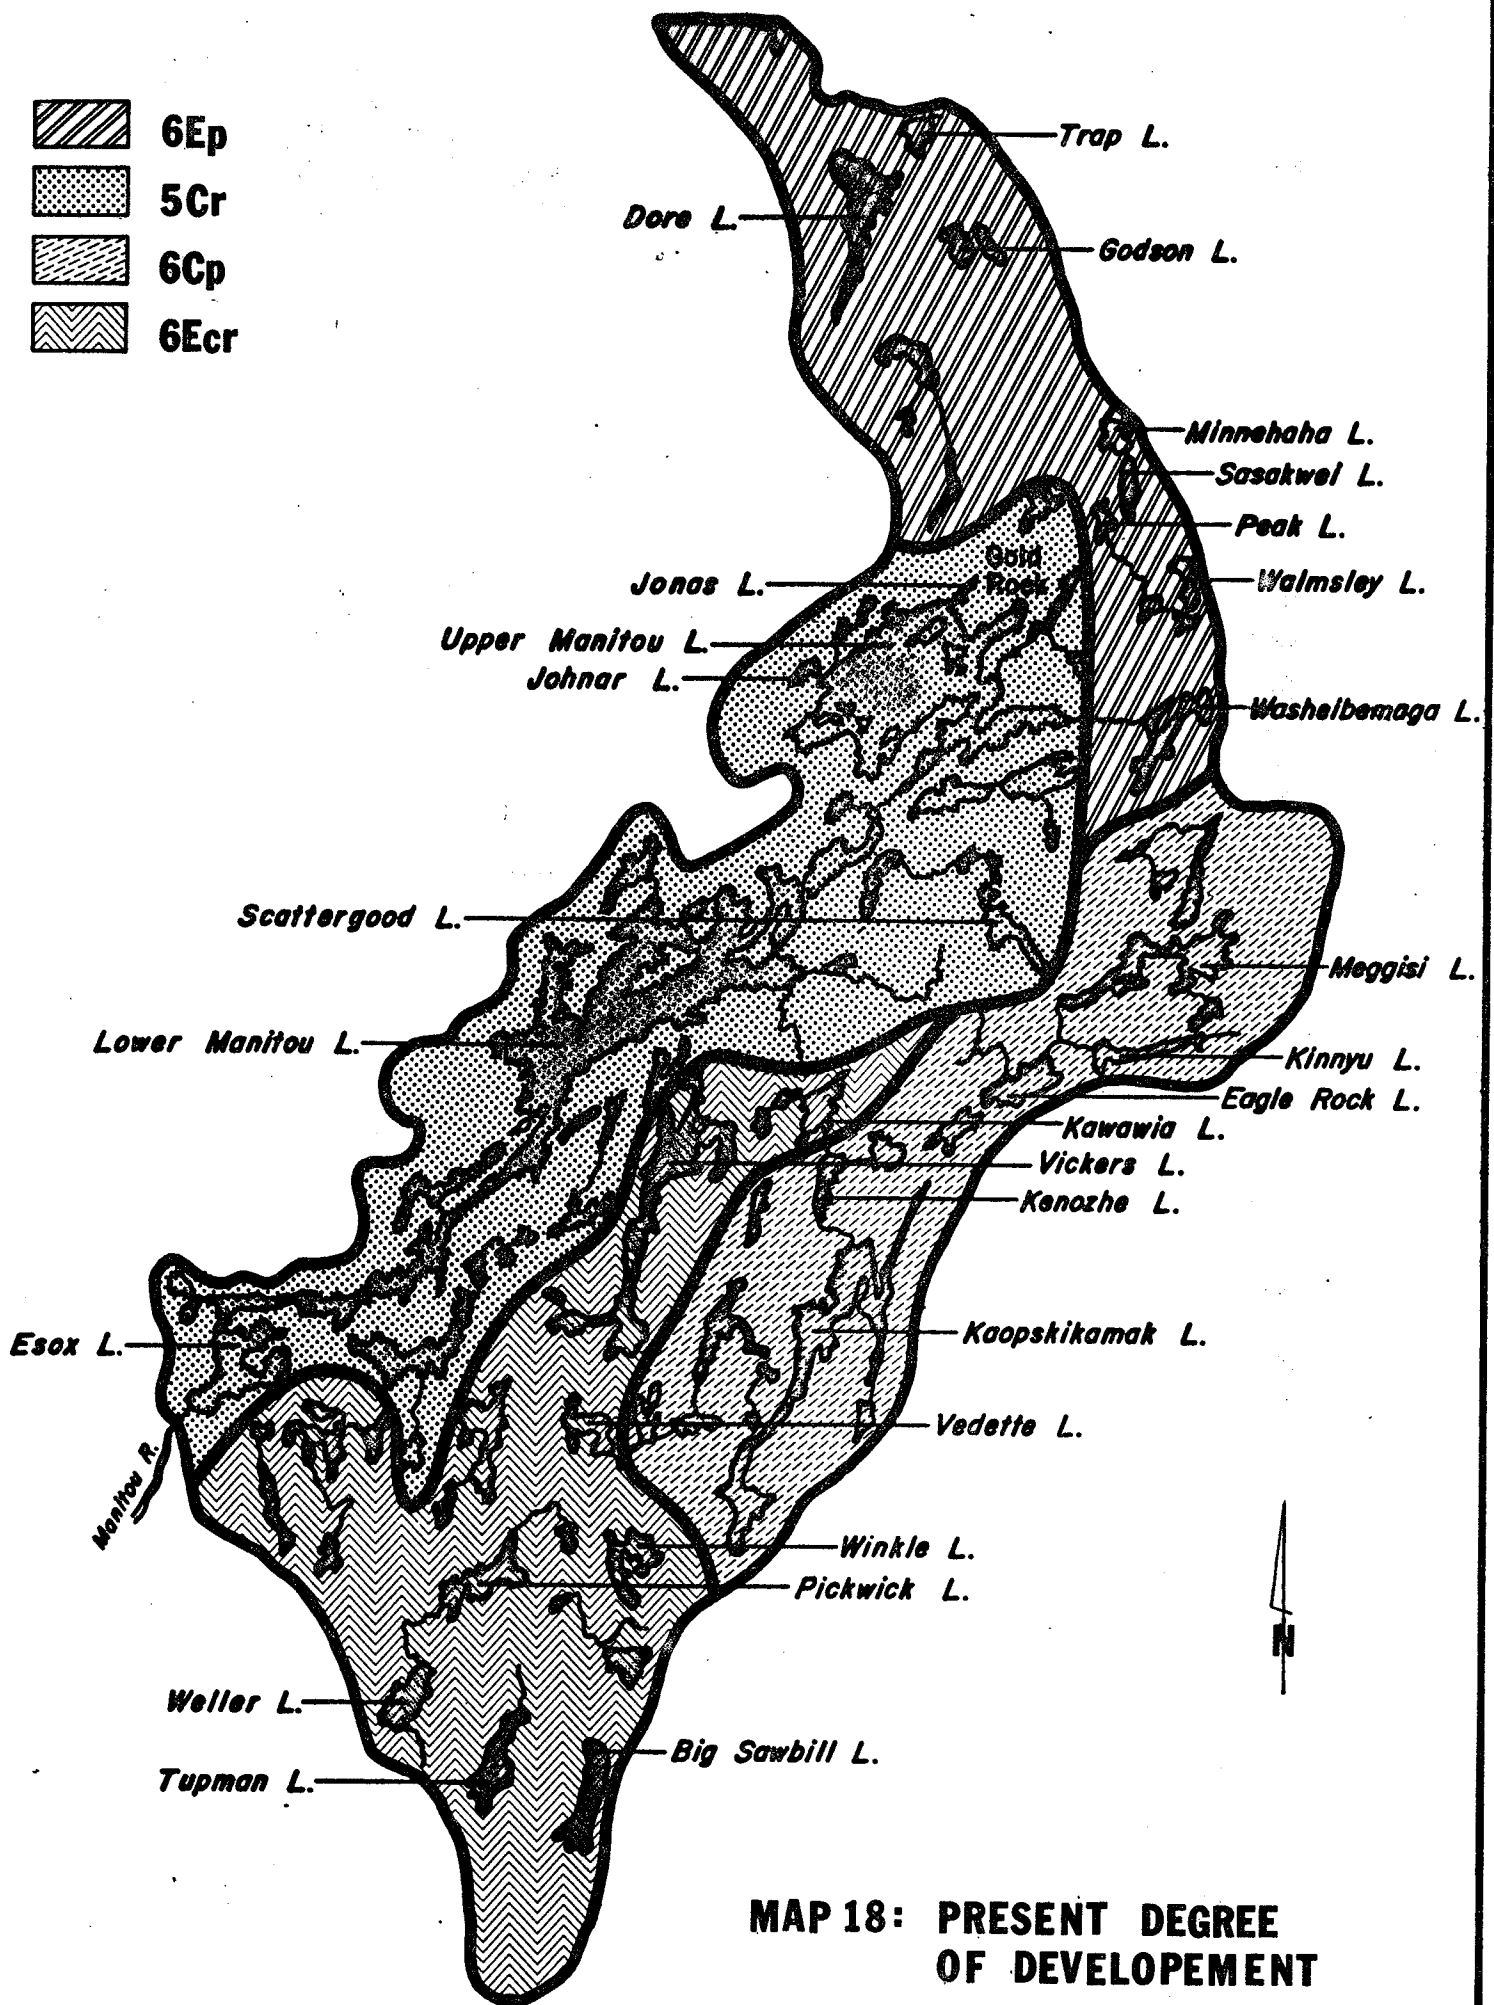 6Ep
5Cr
6Cp
6Ecr
Trap L.
Dore L.
Godson L.
Minnehaha L.
Sasakwei L.
Peak L.
Gold
Rock
Jonas L.
Walmsley L.
Upper Manitou L.
Johnar L.
Washeibemaga L.
Scattergood L.
Meggisi L.
Lower Manitou L.
Kinnyu L.
Eagle Rock L.
Kawawia L.
Vickers L.
Kenozhe L.
Esox L.
Kaopskikamak L.
Vedette L.
Manitou R.
Winkle L.
Pickwick L.
N
Weller L.
Big Sawbill L.
Tupman L.
MAP 18: PRESENT DEGREE
OF DEVELOPEMENT